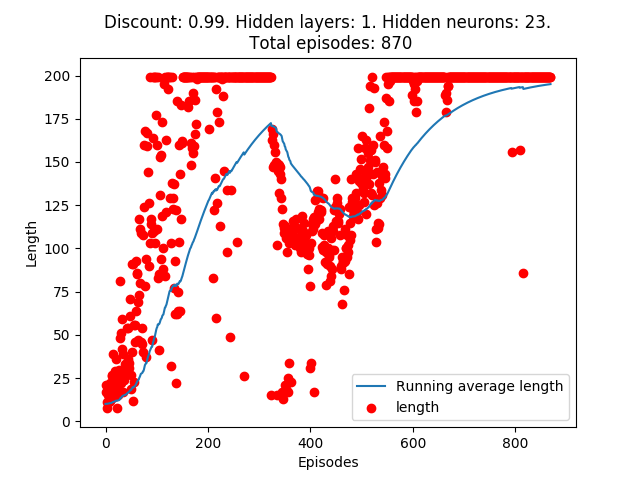 Discount: 0.99. Hidden layers: 1. Hidden neurons: 23.
Total episodes: 870
200
175
150
125
100
75
50
25
0
Length
0 200 400 600 800
Episodes
Running average length
length